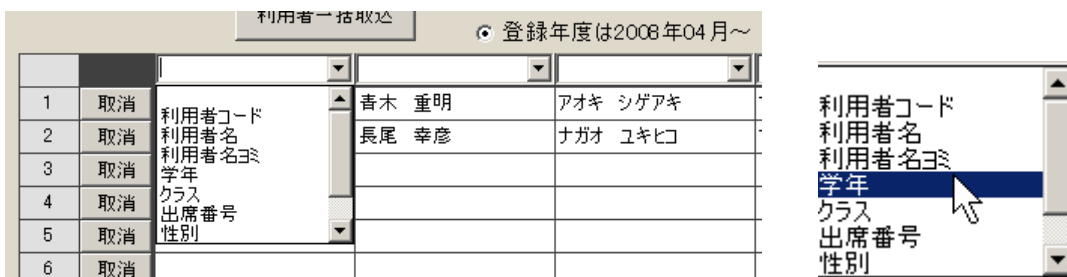 利用者一括取込
登録年度は2008年04月～
1 取消 青木 重明 アオキ シゲアキ
2 取消 長尾 幸彦 ナガオ ユキヒコ
3 取消
4 取消
5 取消
6 取消
利用者コード
利用者名
利用者名ヨミ
学年
クラス
出席番号
性別
利用者コード
利用者名
利用者名ヨミ
学年
クラス
出席番号
性別